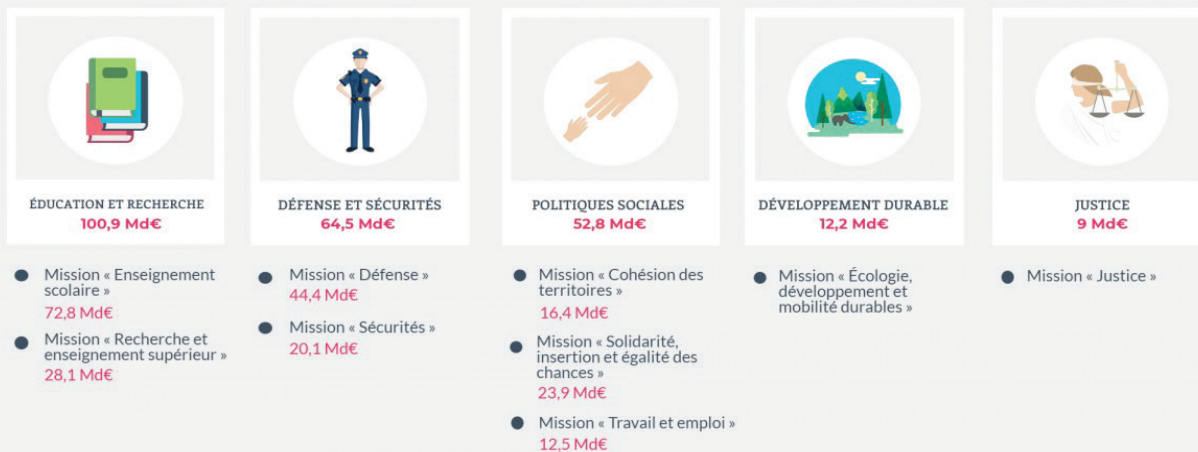 ÉDUCATION ET RECHERCHE
100,9 Md€
Mission « Enseignement
scolaire »
72,8 Md€
Mission « Recherche et
enseignement supérieur »
28,1 Md€
DÉFENSE ET SÉCURITÉS
64,5 Md€
Mission « Défense »
44,4 Md€
Mission « Sécurités »
20,1 Md€
POLITIQUES SOCIALES
52,8 Md€
Mission « Cohésion des
territoires »
16,4 Md€
Mission « Solidarité,
insertion et égalité des
chances »
23,9 Md€
Mission « Travail et emploi »
12,5 Md€
DÉVELOPPEMENT DURABLE
12,2 Md€
Mission « Écologie,
développement et
mobilité durables »
JUSTICE
9 Md€
Mission « Justice »